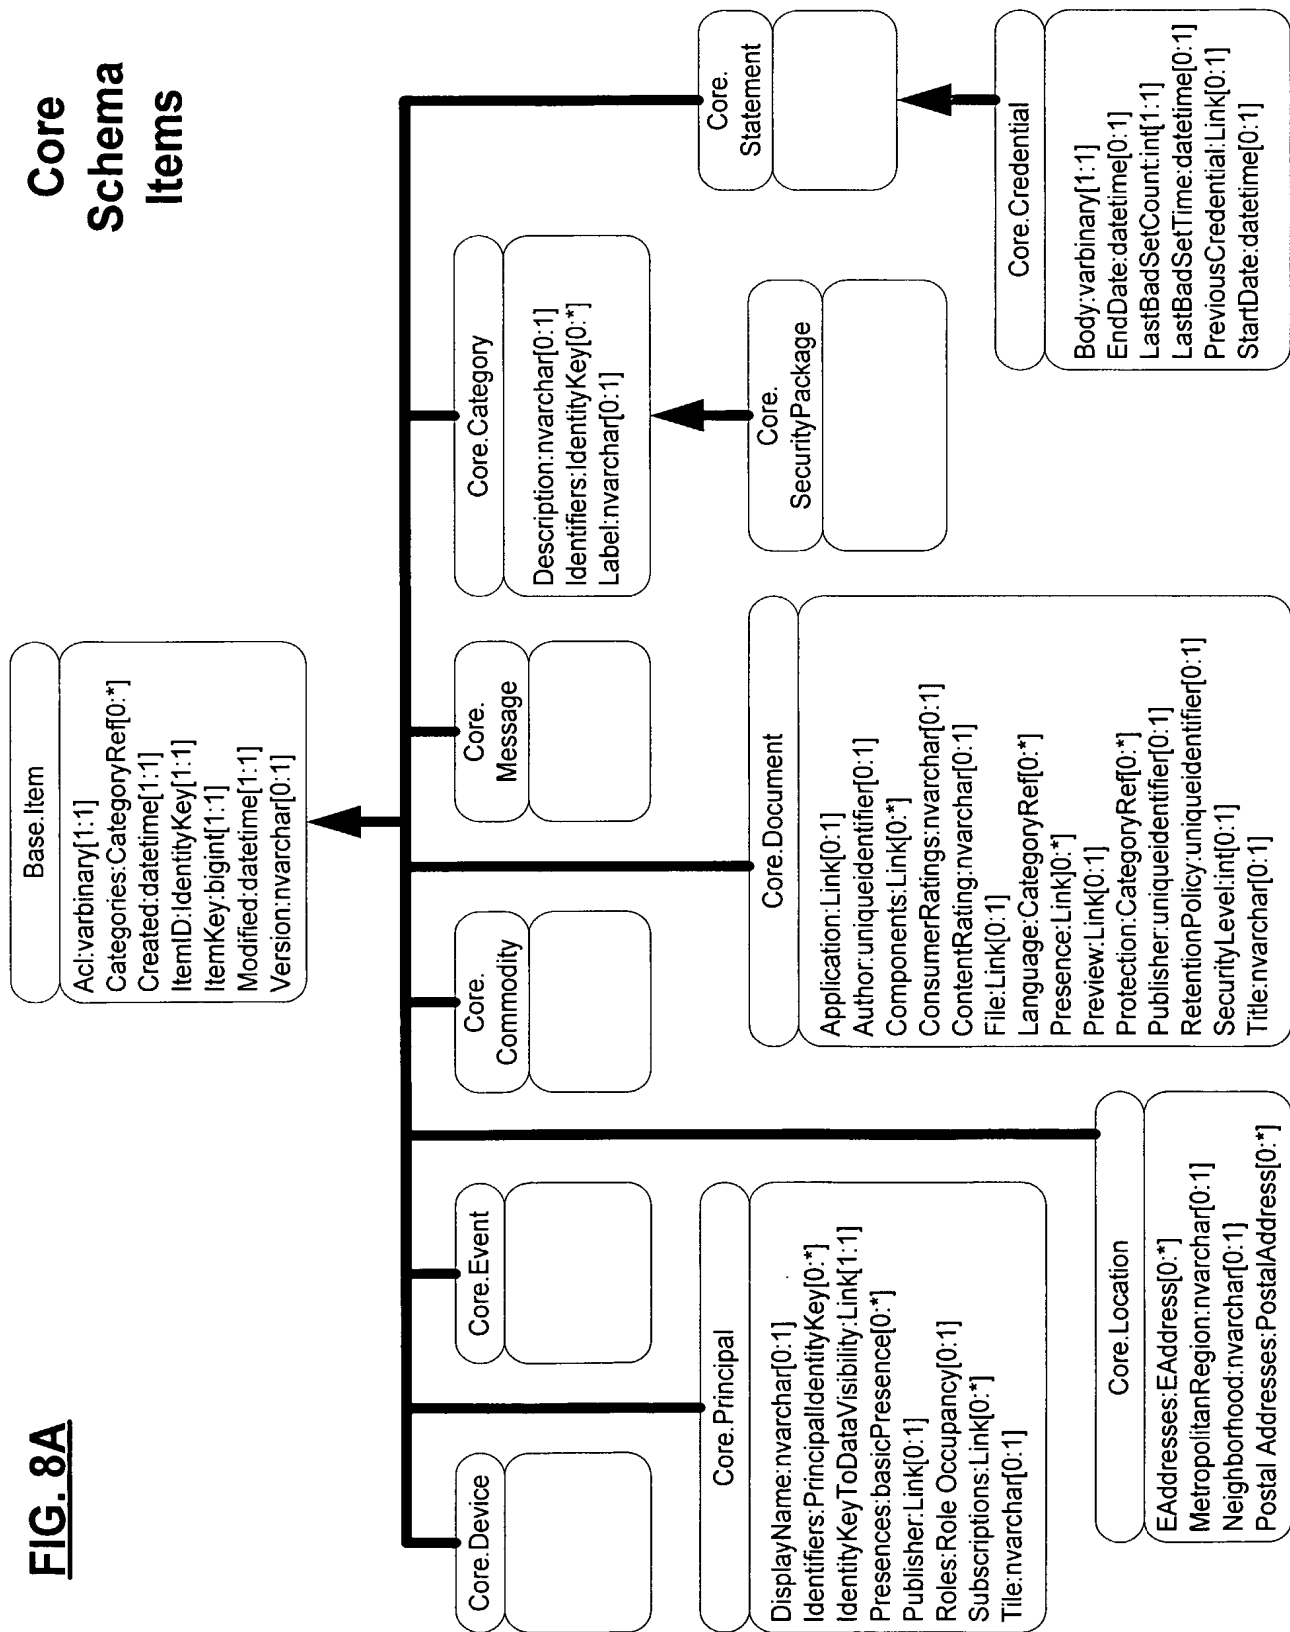 FIG. 8A
Core
Schema
Items
Base.Item
Acl:varbinary[1:1]
Categories:CategoryRef[0:*]
Created:datetime[1:1]
ItemID:IdentityKey[1:1]
ItemKey:bigint[1:1]
Modified:datetime[1:1]
Version:nvarchar[0:1]
Core.Device
Core.Event
Core.
Commodity
Core.
Message
Core.Category
Description:nvarchar[0:1]
Identifiers:IdentityKey[0:*]
Label:nvarchar[0:1]
Core.
Statement
Core.Principal
DisplayName:nvarchar[0:1]
Identifiers:PrincipalIdentityKey[0:*]
IdentityKeyToDataVisibility:Link[1:1]
Presences:basicPresence[0:*]
Publisher:Link[0:1]
Roles:Role Occupancy[0:1]
Subscriptions:Link[0:*]
Tile:nvarchar[0:1]
Core.Document
Application:Link[0:1]
Author:uniqueidentifier[0:1]
Components:Link[0:*]
ConsumerRatings:nvarchar[0:1]
ContentRating:nvarchar[0:1]
File:Link[0:1]
Language:CategoryRef[0:*]
Presence:Link]0:*]
Preview:Link[0:1]
Protection:CategoryRef[0:*]
Publisher:uniqueidentifier[0:1]
RetentionPolicy:uniqueidentifier[0:1]
SecurityLevel:int[0:1]
Title:nvarchar[0:1]
Core.
SecurityPackage
Core.Location
EAddresses:EAddress[0:*]
MetropolitanRegion:nvarchar[0:1]
Neighborhood:nvarchar[0:1]
Postal Addresses:PostalAddress[0:*]
Core.Credential
Body:varbinary[1:1]
EndDate:datetime[0:1]
LastBadSetCount:int[1:1]
LastBadSetTime:datetime[0:1]
PreviousCredential:Link[0:1]
StartDate:datetime[0:1]